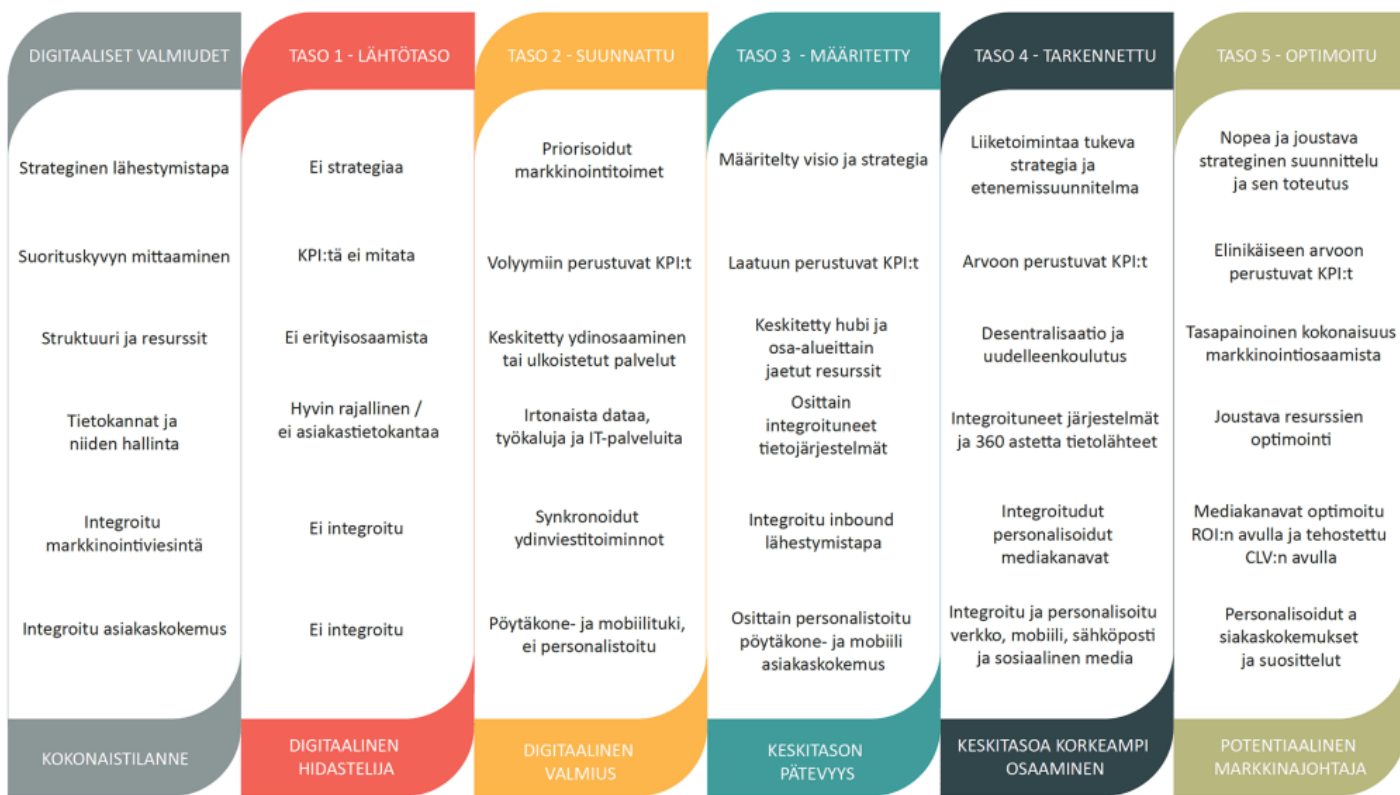 DIGITAALISET VALMIUDET
TASO 1 - LÄHTÖTASO
TASO 2 - SUUNNATTU
TASO 3 - MÄÄRITETTY
TASO 4 - TARKENNETTU
TASO 5 - OPTIMOITU
Strateginen lähestymistapa
Ei strategiaa
Priorisoidut
markkinointitoimet
Määritelty visio ja strategia
Liiketoimintaa tukeva
strategia ja
etenemissuunnitelma
Nopea ja joustava
strateginen suunnittelu
ja sen toteutus
Suorituskyvyn mittaaminen
KPI:tä ei mitata
Volyymiin perustuvat KPI:t
Laatuun perustuvat KPI:t
Arvoon perustuvat KPI:t
Elinikäiseen arvoon
perustuvat KPI:t
Struktuuri ja resurssit
Ei erityisosaamista
Keskitetty ydinosaaminen
tai ulkoistetut palvelut
Keskitetty hubi ja
osa-alueittain
jaetut resurssit
Desentralisaatio ja
uudelleenkoulutus
Tasapainoinen kokonaisuus
markkinointiosaamista
Tietokannat ja
niiden hallinta
Hyvin rajallinen /
ei asiakastietokantaa
Irtonaista dataa,
työkaluja ja IT-palveluita
Osittain
integroituneet
tietojärjestelmät
Integroituneet järjestelmät
ja 360 astetta tietolähteet
Joustava resurssien
optimointi
Integroitu
markkinointiviesintä
Ei integroitu
Synkronoidut
ydinviestitoiminnot
Integroitu inbound
lähestymistapa
Integroidut
personalisoidut
mediakanavat
Mediakanavat optimoitu
ROI:n avulla ja tehostettu
CLV:n avulla
Integroitu asiakaskokemus
Ei integroitu
Pöytäkone- ja mobiilituki,
ei personalistoitu
Osittain personalistoitu
pöytäkone- ja mobiili
asiakaskokemus
Integroitu ja personalisoitu
verkko, mobiili, sähköposti
ja sosiaalinen media
Personalisoidut a
siakaskokemukset
ja suosittelut
KOKONAISTILANNE
DIGITAALINEN
HIDASTELIJA
DIGITAALINEN
VALMIUS
KESKITASON
PÄTEVYYS
KESKITASOA KORKEAMPI
OSAAMINEN
POTENTIAALINEN
MARKKINAJOHTAJA